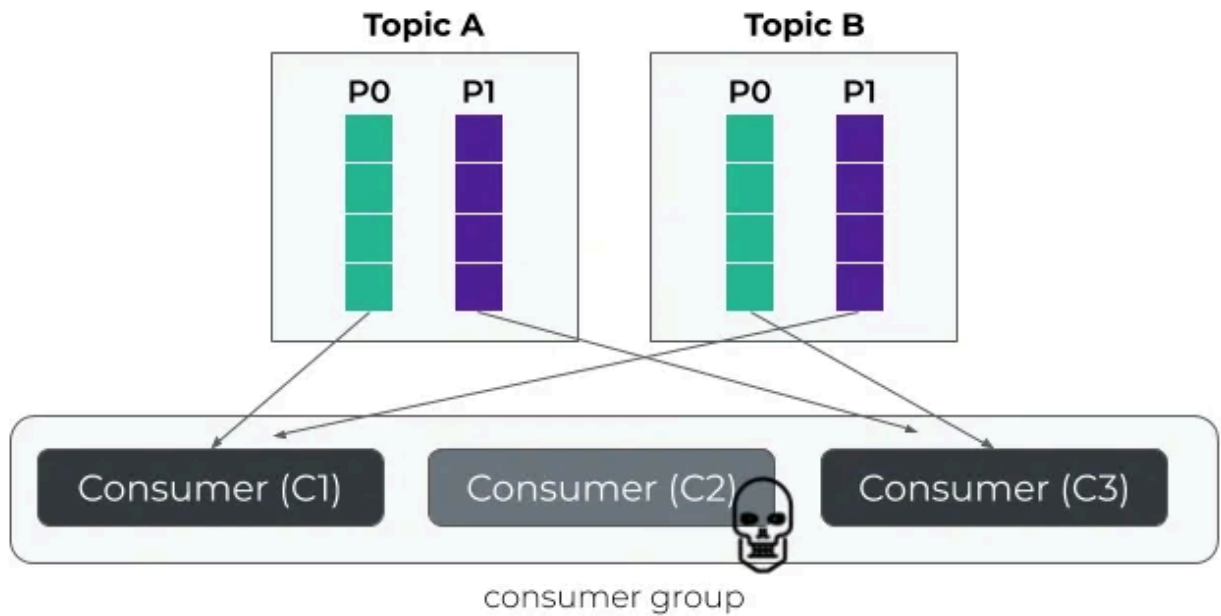 Topic A
Topic B
P0 P1
P0 P1
Consumer (C1)
Consumer (C2)
Consumer (C3)
consumer group